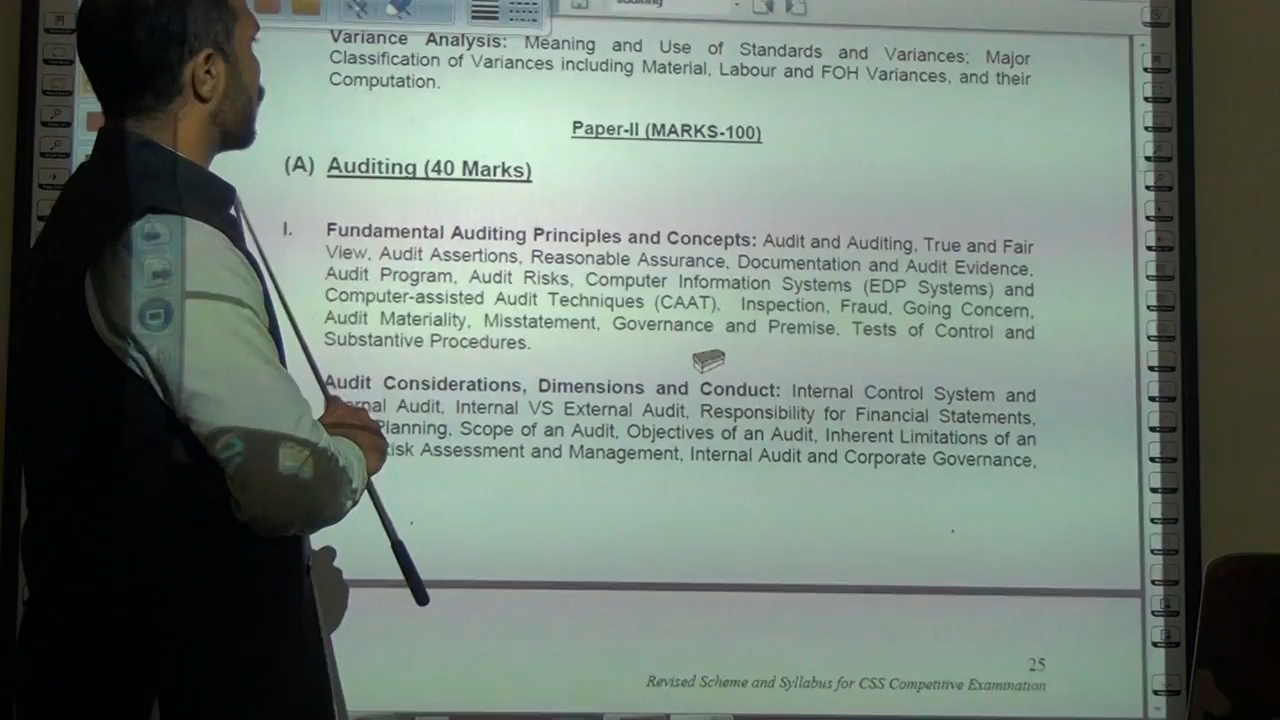 auditing
Variance Analysis: Meaning and Use of Standards and Variances; Major
Classification of Variances including Material, Labour and FOH Variances, and their
Computation.
Paper-II (MARKS-100)
(A) Auditing (40 Marks)
I. Fundamental Auditing Principles and Concepts: Audit and Auditing, True and Fair
View, Audit Assertions, Reasonable Assurance, Documentation and Audit Evidence,
Audit Program, Audit Risks, Computer Information Systems (EDP Systems) and
Computer-assisted Audit Techniques (CAAT), Inspection, Fraud, Going Concern,
Audit Materiality, Misstatement, Governance and Premise, Tests of Control and
Substantive Procedures.
Audit Considerations, Dimensions and Conduct: Internal Control System and
Audit, Internal VS External Audit, Responsibility for Financial Statements,
Planning, Scope of an Audit, Objectives of an Audit, Inherent Limitations of an
Assessment and Management, Internal Audit and Corporate Governance,
25
Revised Scheme and Syllabus for CSS Competitive Examination